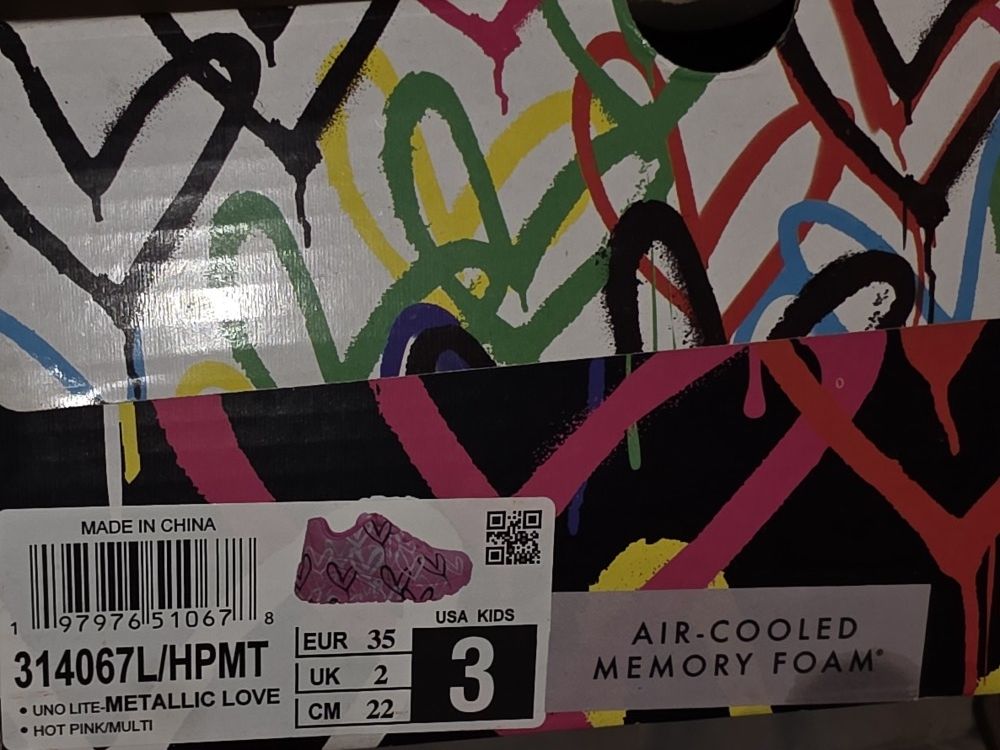 MADE IN CHINA
1 97976 51067 8
314067L/HPMT
• UNO LITE-METALLIC LOVE
• HOT PINK/MULTI
USA KIDS
EUR 35
UK 2
CM 22
3
AIR-COOLED
MEMORY FOAM®